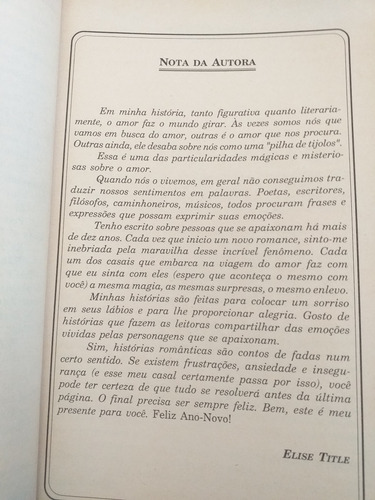 NOTA DA AUTORA
Em minha história, tanto figurativa quanto literaria-
mente, o amor faz o mundo girar. Às vezes somos nós que
vamos em busca do amor, outras é o amor que nos procura.
Outras ainda, ele desaba sobre nós como uma "pilha de tijolos".
Essa é uma das particularidades mágicas e misterio-
sas sobre o amor.
Quando nós o vivemos, em geral não conseguimos tra-
duzir nossos sentimentos em palavras. Poetas, escritores,
filósofos, caminhoneiros, músicos, todos procuram frases e
expressões que possam exprimir suas emoções.
Tenho escrito sobre pessoas que se apaixonam há mais
de dez anos. Cada vez que inicio um novo romance, sinto-me
inebriada pela maravilha desse incrível fenômeno. Cada
um dos casais que embarca na viagem do amor faz com
que eu sinta com eles (espero que aconteça o mesmo com
você) a mesma magia, as mesmas surpresas, o mesmo enlevo.
Minhas histórias são feitas para colocar um sorriso
em seus lábios e para lhe proporcionar alegria. Gosto de
histórias que fazem as leitoras compartilhar das emoções
vividas pelas personagens que se apaixonam.
Sim, histórias românticas são contos de fadas num
certo sentido. Se existem frustrações, ansiedade e insegu-
rança (e esse meu casal certamente passa por isso), você
pode ter certeza de que tudo se resolverá antes da última
página. O final precisa ser sempre feliz. Bem, este é meu
presente para você. Feliz Ano-Novo!
ELISE TITLE